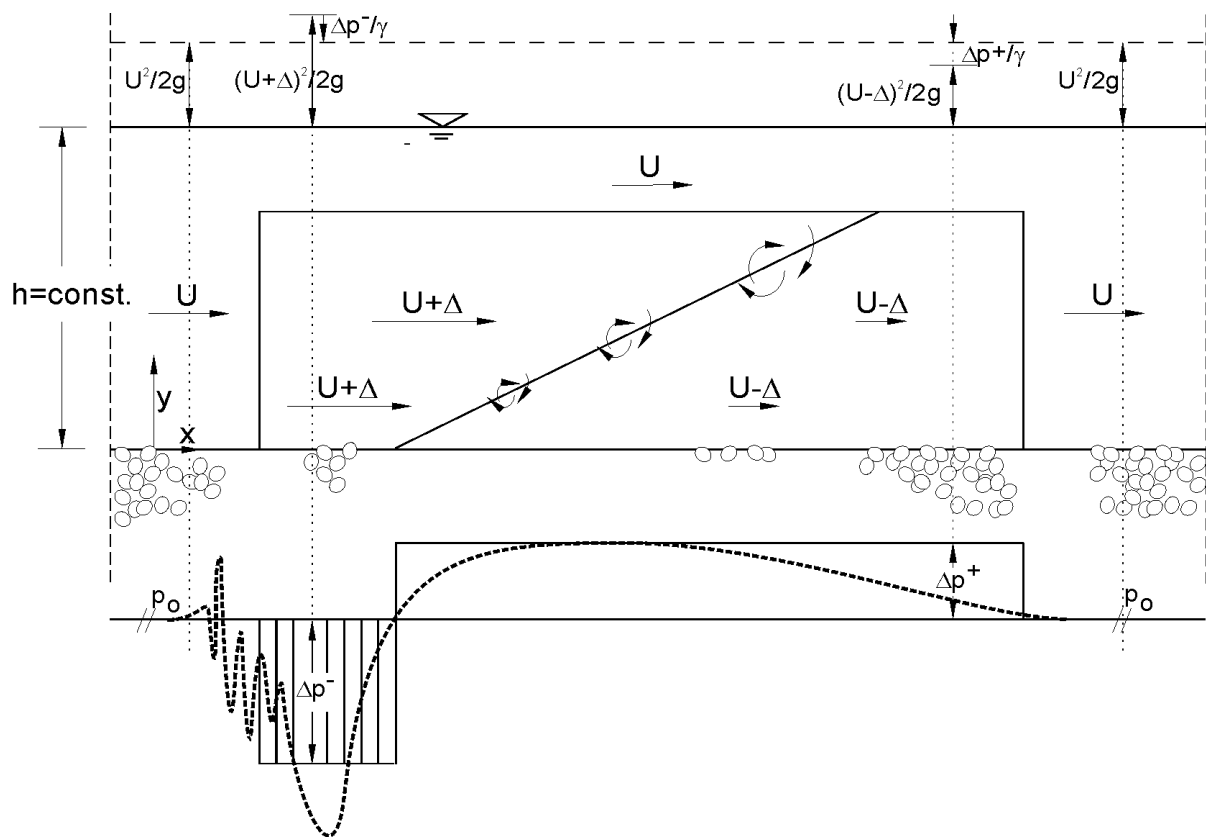 Δp⁻/γ
Δp+/γ
U²/2g
(U+Δ)²/2g
(U-Δ)²/2g
U²/2g
U
h=const.
U
U+Δ
U-Δ
U
y
U+Δ
U-Δ
x
p₀
Δp⁻
Δp⁺
p₀